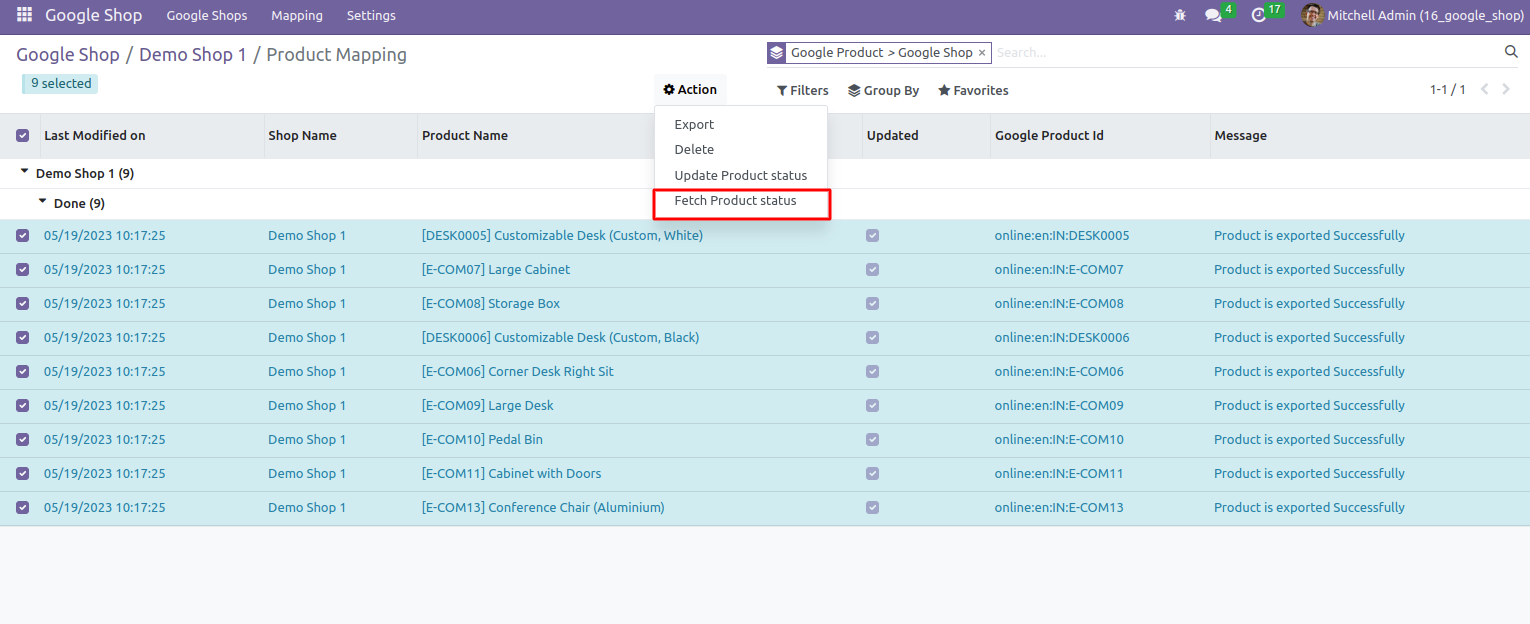 Google Shop Google Shops Mapping Settings 4 17 Mitchell Admin (16_google_shop)
Google Shop / Demo Shop 1 / Product Mapping Google Product > Google Shop × Search...
9 selected Action Filters Group By Favorites 1-1 / 1
Export
Delete
Update Product status
Fetch Product status
Last Modified on Shop Name Product Name Updated Google Product Id Message
Demo Shop 1 (9)
Done (9)
05/19/2023 10:17:25 Demo Shop 1 [DESK0005] Customizable Desk (Custom, White) online:en:IN:DESK0005 Product is exported Successfully
05/19/2023 10:17:25 Demo Shop 1 [E-COM07] Large Cabinet online:en:IN:E-COM07 Product is exported Successfully
05/19/2023 10:17:25 Demo Shop 1 [E-COM08] Storage Box online:en:IN:E-COM08 Product is exported Successfully
05/19/2023 10:17:25 Demo Shop 1 [DESK0006] Customizable Desk (Custom, Black) online:en:IN:DESK0006 Product is exported Successfully
05/19/2023 10:17:25 Demo Shop 1 [E-COM06] Corner Desk Right Sit online:en:IN:E-COM06 Product is exported Successfully
05/19/2023 10:17:25 Demo Shop 1 [E-COM09] Large Desk online:en:IN:E-COM09 Product is exported Successfully
05/19/2023 10:17:25 Demo Shop 1 [E-COM10] Pedal Bin online:en:IN:E-COM10 Product is exported Successfully
05/19/2023 10:17:25 Demo Shop 1 [E-COM11] Cabinet with Doors online:en:IN:E-COM11 Product is exported Successfully
05/19/2023 10:17:25 Demo Shop 1 [E-COM13] Conference Chair (Aluminium) online:en:IN:E-COM13 Product is exported Successfully